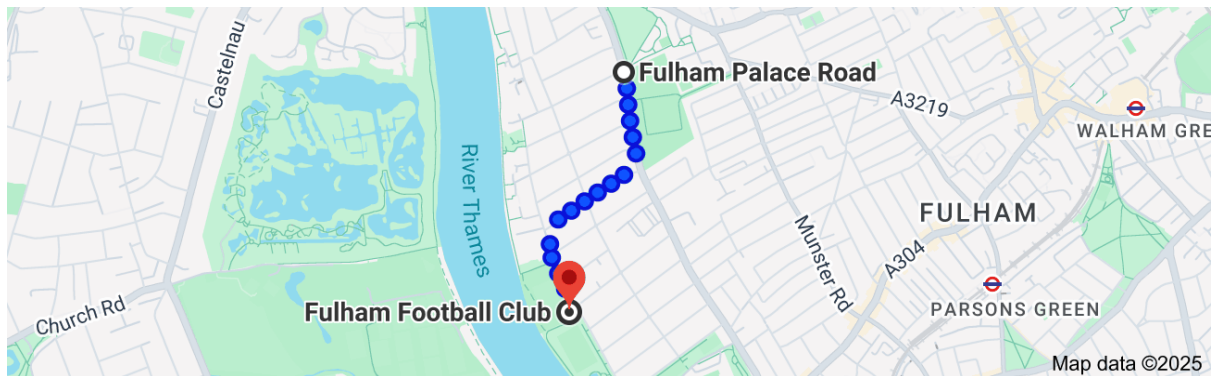 Castelnau
Fulham Palace Road
A3219
WALHAM GRE
River Thames
FULHAM
Munster Rd
A304
Church Rd
Fulham Football Club
PARSONS GREEN
Map data ©2025